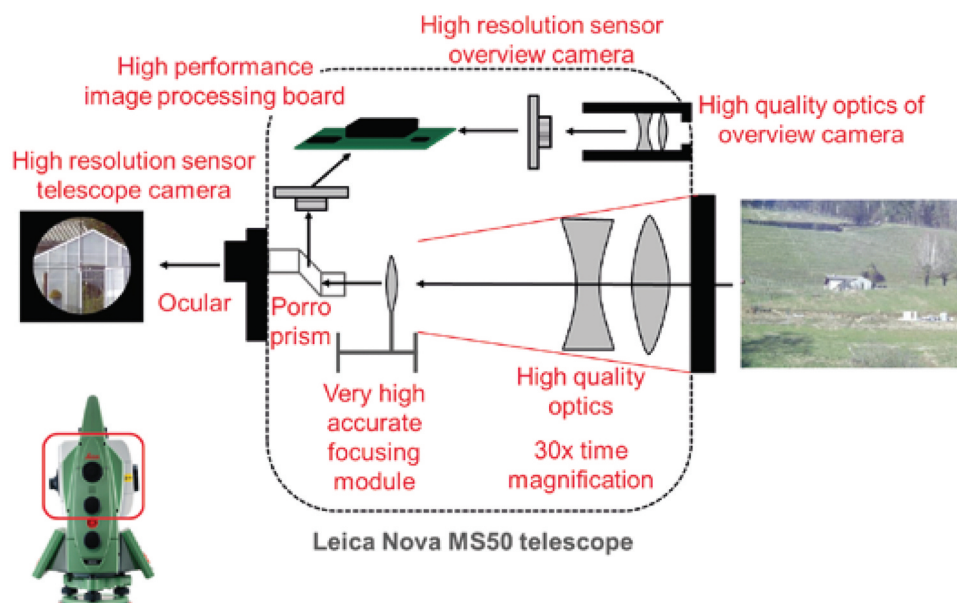 High resolution sensor
overview camera
High performance
image processing board
High quality optics of
overview camera
High resolution sensor
telescope camera
Ocular
Porro
prism
Very high
accurate
focusing
module
High quality
optics
30x time
magnification
Leica Nova MS50 telescope